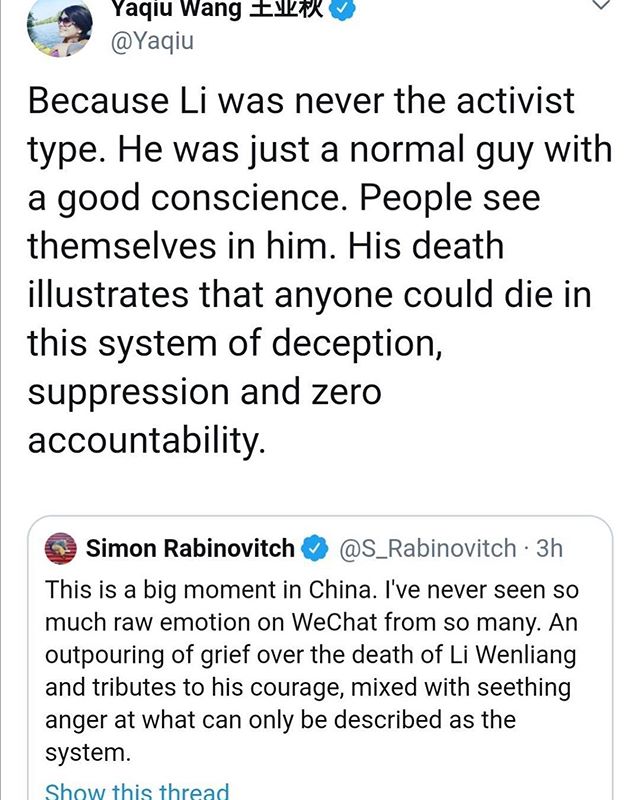 Yaqiu Wang 王亚秋
@Yaqiu
Because Li was never the activist
type. He was just a normal guy with
a good conscience. People see
themselves in him. His death
illustrates that anyone could die in
this system of deception,
suppression and zero
accountability.
Simon Rabinovitch @S_Rabinovitch · 3h
This is a big moment in China. I've never seen so
much raw emotion on WeChat from so many. An
outpouring of grief over the death of Li Wenliang
and tributes to his courage, mixed with seething
anger at what can only be described as the
system.
Show this thread